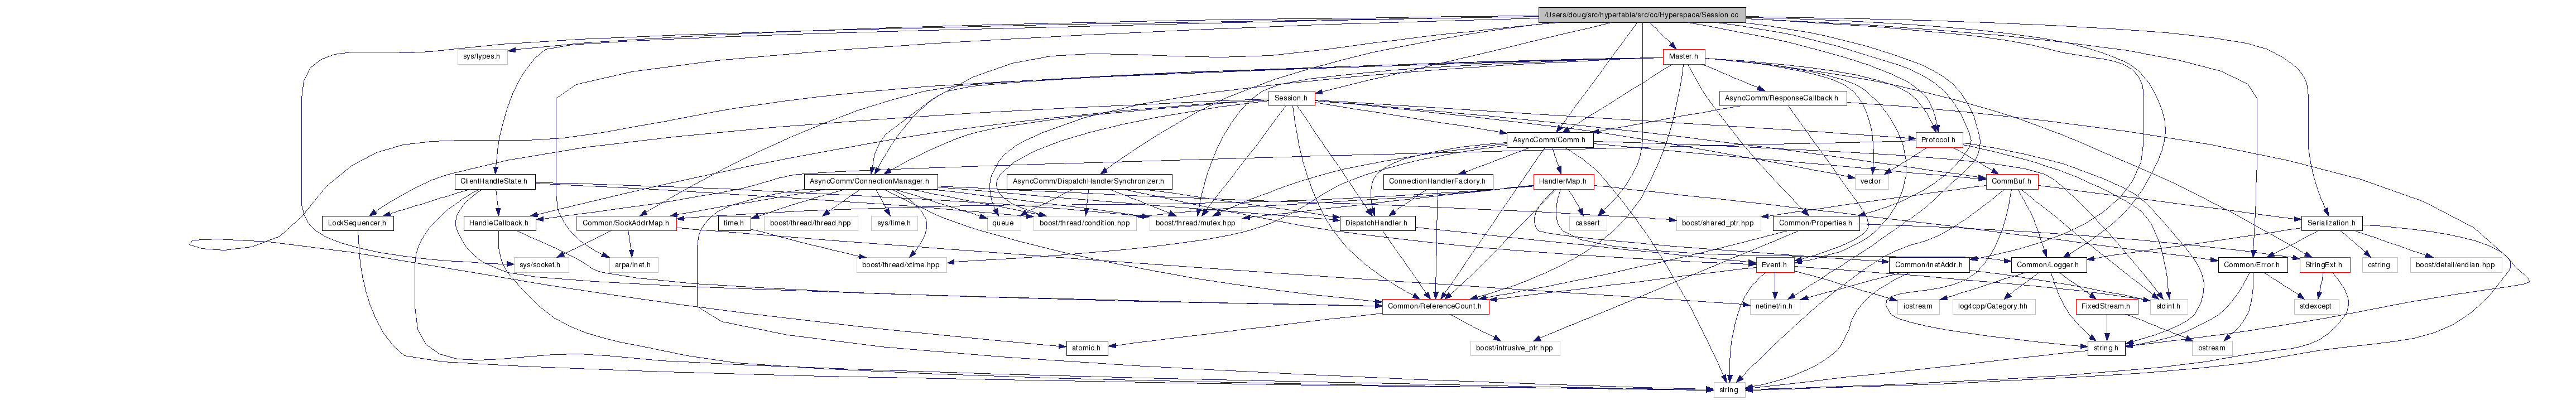 /Users/doug/src/hypertable/src/cc/Hyperspace/Session.cc
sys/types.h
Master.h
Session.h
AsyncComm/ResponseCallback.h
AsyncComm/Comm.h
Protocol.h
ClientHandleState.h
AsyncComm/ConnectionManager.h
AsyncComm/DispatchHandlerSynchronizer.h
ConnectionHandlerFactory.h
HandlerMap.h
vector
CommBuf.h
LockSequencer.h
HandleCallback.h
Common/SockAddrMap.h
time.h
boost/thread/thread.hpp
sys/time.h
queue
boost/thread/condition.hpp
boost/thread/mutex.hpp
DispatchHandler.h
cassert
boost/shared_ptr.hpp
Common/Properties.h
Serialization.h
sys/socket.h
arpa/inet.h
boost/thread/xtime.hpp
Event.h
Common/InetAddr.h
Common/Logger.h
Common/Error.h
StringExt.h
cstring
boost/detail/endian.hpp
Common/ReferenceCount.h
netinet/in.h
iostream
log4cpp/Category.hh
FixedStream.h
stdint.h
stdexcept
atomic.h
boost/intrusive_ptr.hpp
string.h
ostream
string